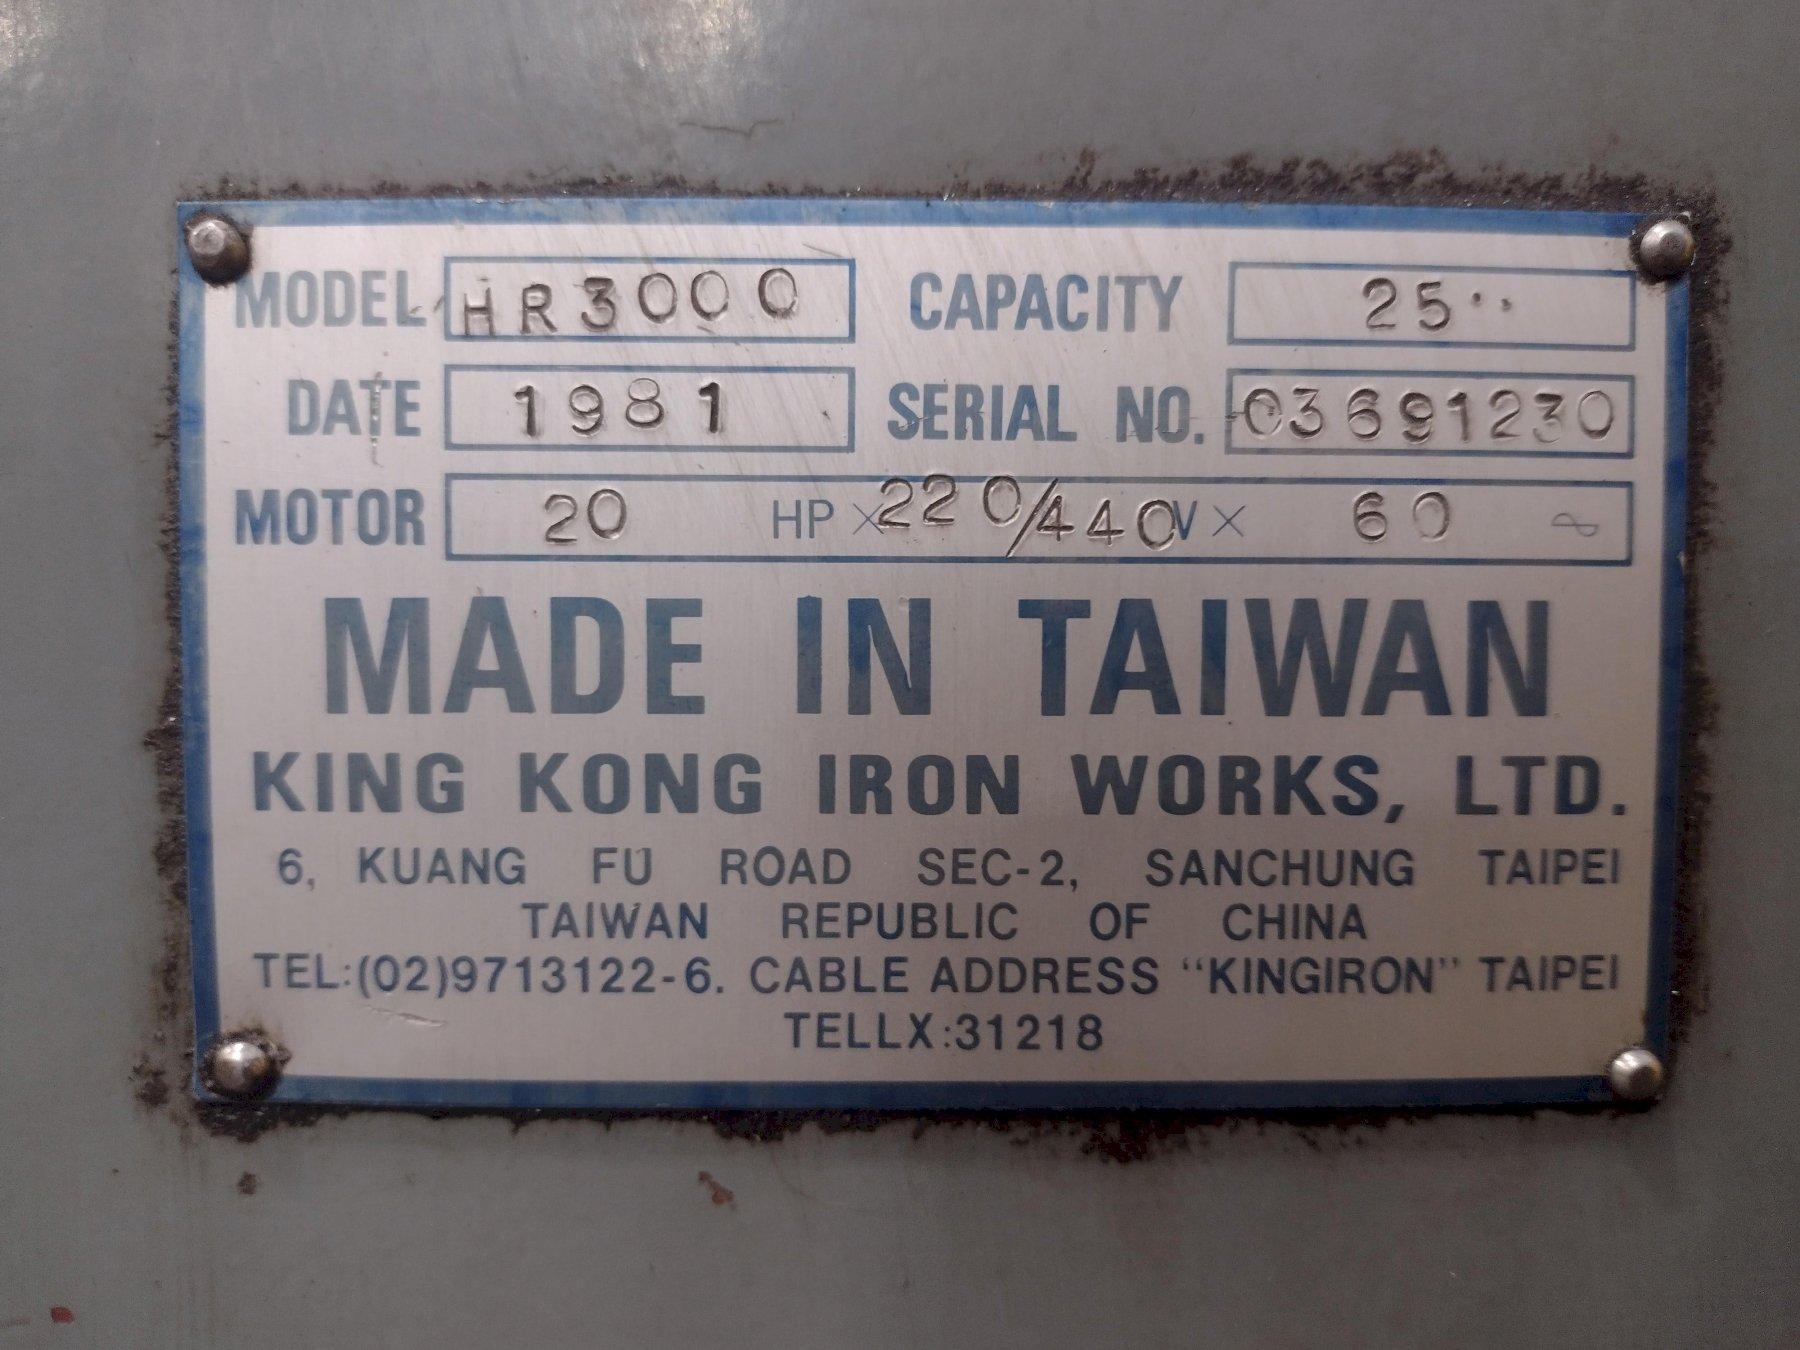 MODEL HR3000 CAPACITY 25''
DATE 1981 SERIAL NO. 03691230
MOTOR 20 HP × 220/440 V × 60 ∞
MADE IN TAIWAN
KING KONG IRON WORKS, LTD.
6, KUANG FU ROAD SEC-2, SANCHUNG TAIPEI
TAIWAN REPUBLIC OF CHINA
TEL:(02)9713122-6. CABLE ADDRESS "KINGIRON" TAIPEI
TELLX:31218